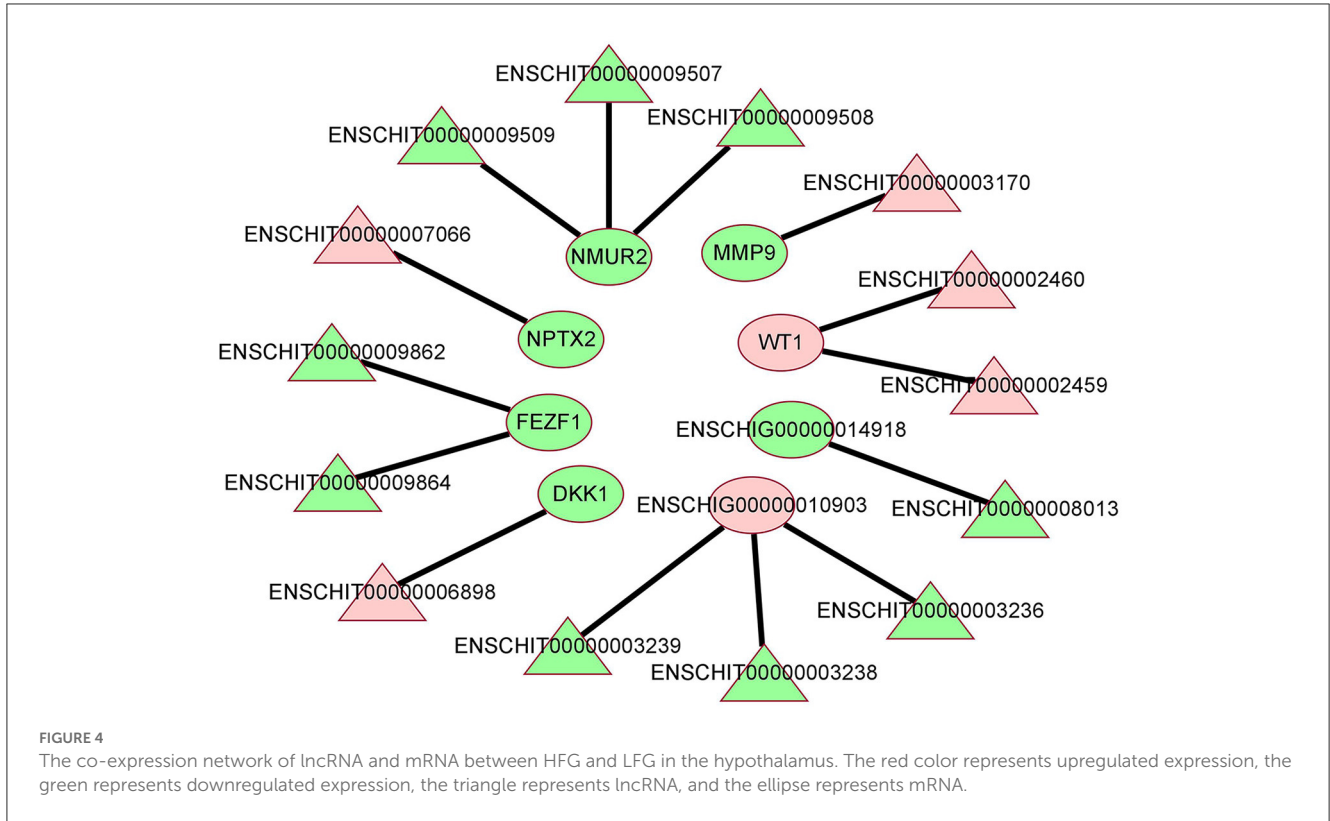 ENSCHIT00000009507
ENSCHIT00000009508
ENSCHIT00000009509
ENSCHIT00000003170
ENSCHIT00000007066
NMUR2
MMP9
ENSCHIT00000002460
NPTX2
WT1
ENSCHIT00000009862
ENSCHIT00000002459
FEZF1
ENSCHIG00000014918
ENSCHIT00000009864
DKK1
ENSCHIG00000010903
ENSCHIT00000008013
ENSCHIT00000006898
ENSCHIT00000003236
ENSCHIT00000003239
ENSCHIT00000003238
FIGURE 4
The co-expression network of lncRNA and mRNA between HFG and LFG in the hypothalamus. The red color represents upregulated expression, the
green represents downregulated expression, the triangle represents lncRNA, and the ellipse represents mRNA.